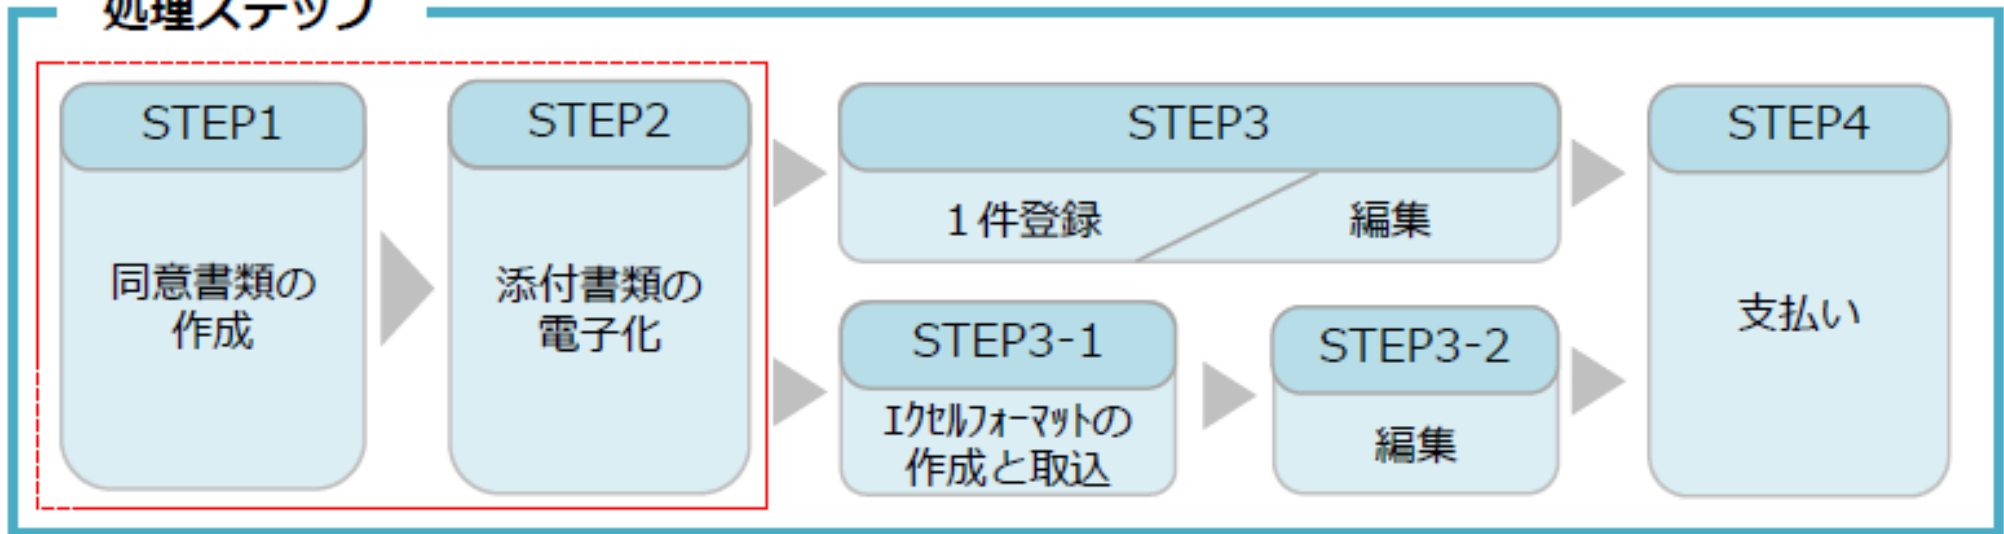 処理ステップ
STEP1
同意書類の
作成
STEP2
添付書類の
電子化
STEP3
１件登録
編集
STEP3-1
ｴｸｾﾙﾌｫｰﾏｯﾄの
作成と取込
STEP3-2
編集
STEP4
支払い